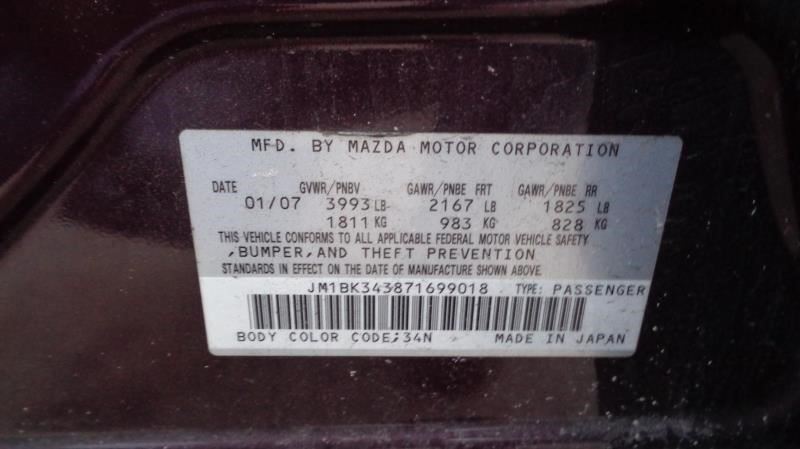 MFD. BY MAZDA MOTOR CORPORATION
DATE GVWR/PNBV GAWR/PNBE FRT GAWR/PNBE RR
01/07 3993 LB 2167 LB 1825 LB
1811 KG 983 KG 828 KG
THIS VEHICLE CONFORMS TO ALL APPLICABLE FEDERAL MOTOR VEHICLE SAFETY
,BUMPER,AND THEFT PREVENTION
STANDARDS IN EFFECT ON THE DATE OF MANUFACTURE SHOWN ABOVE.
JM1BK343871699018 TYPE: PASSENGER
BODY COLOR CODE;34N MADE IN JAPAN